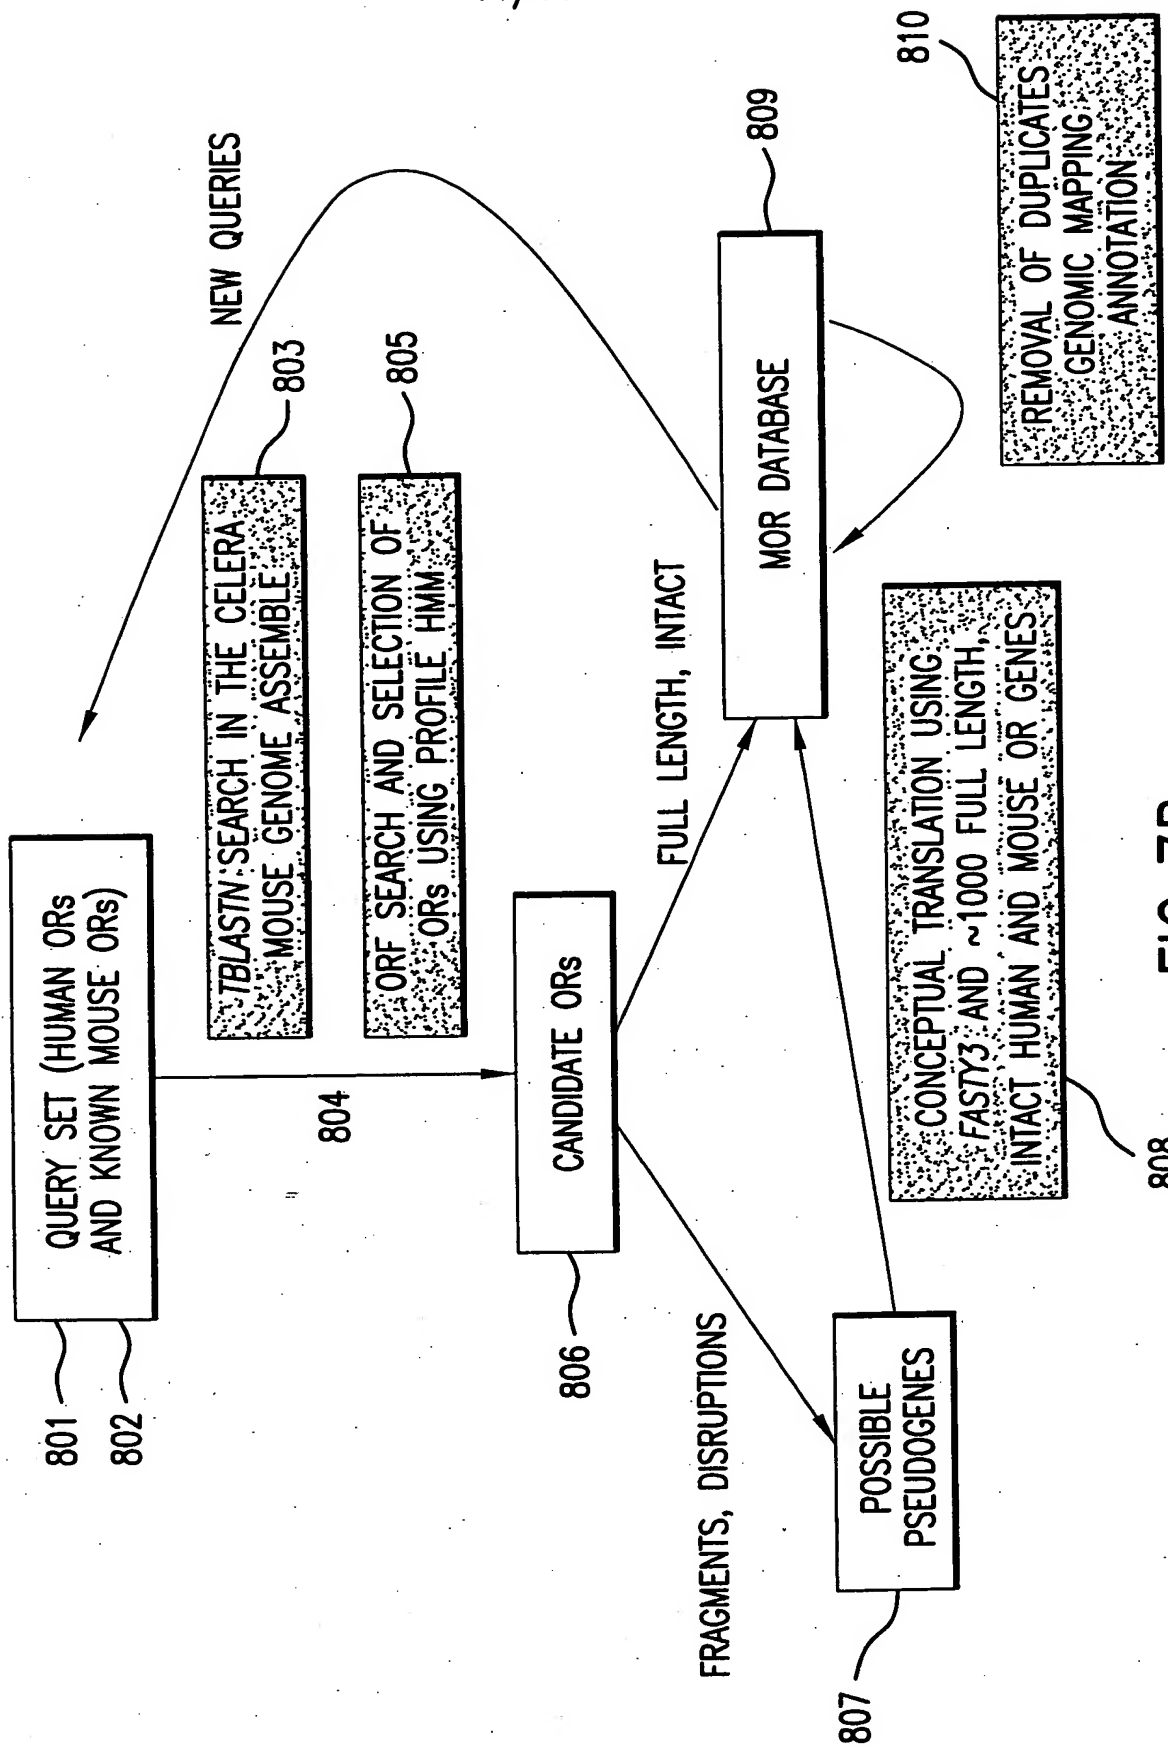 801
802
QUERY SET (HUMAN ORs
AND KNOWN MOUSE ORs)
NEW QUERIES
TBLASTN SEARCH IN THE CELERA
MOUSE GENOME ASSEMBLE
803
804
ORF SEARCH AND SELECTION OF
ORs USING PROFILE HMM
805
806
CANDIDATE ORs
FRAGMENTS, DISRUPTIONS
FULL LENGTH, INTACT
807
POSSIBLE
PSEUDOGENES
MOR DATABASE
809
808
CONCEPTUAL TRANSLATION USING
FASTY3 AND ~1000 FULL LENGTH,
INTACT HUMAN AND MOUSE OR GENES
REMOVAL OF DUPLICATES
GENOMIC MAPPING
ANNOTATION
810